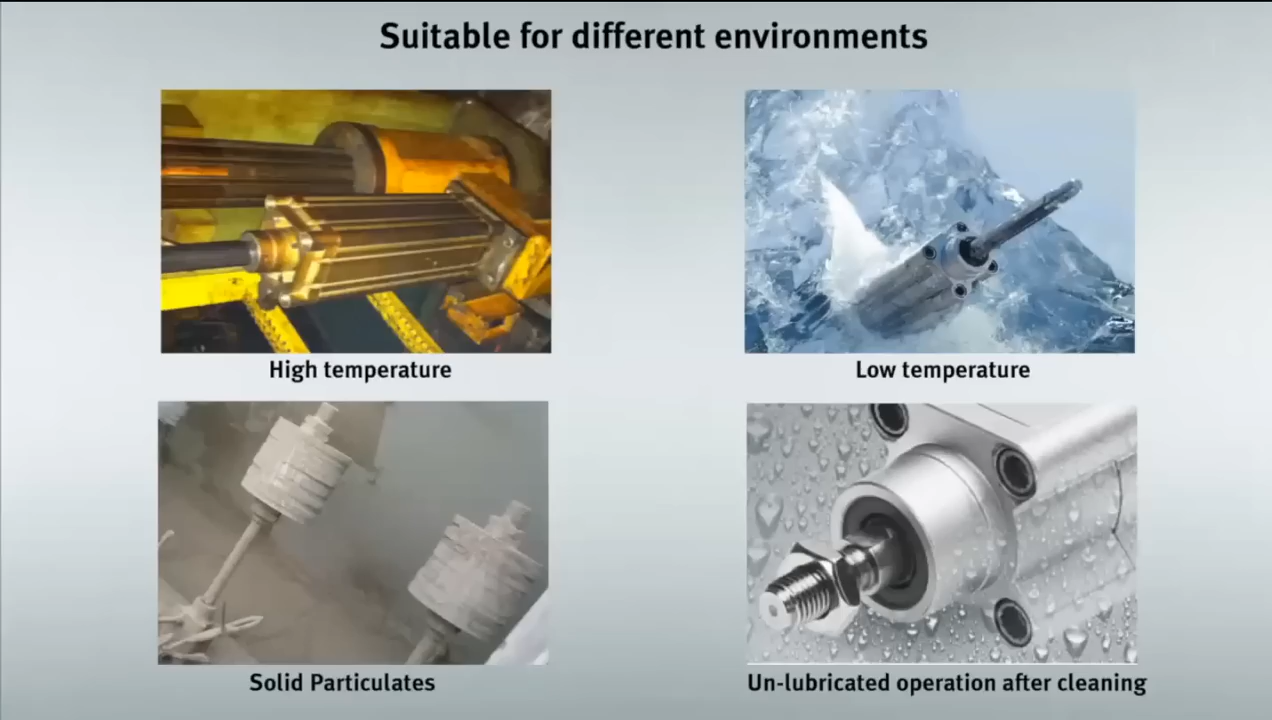 Suitable for different environments
High temperature
Low temperature
Solid Particulates
Un-lubricated operation after cleaning